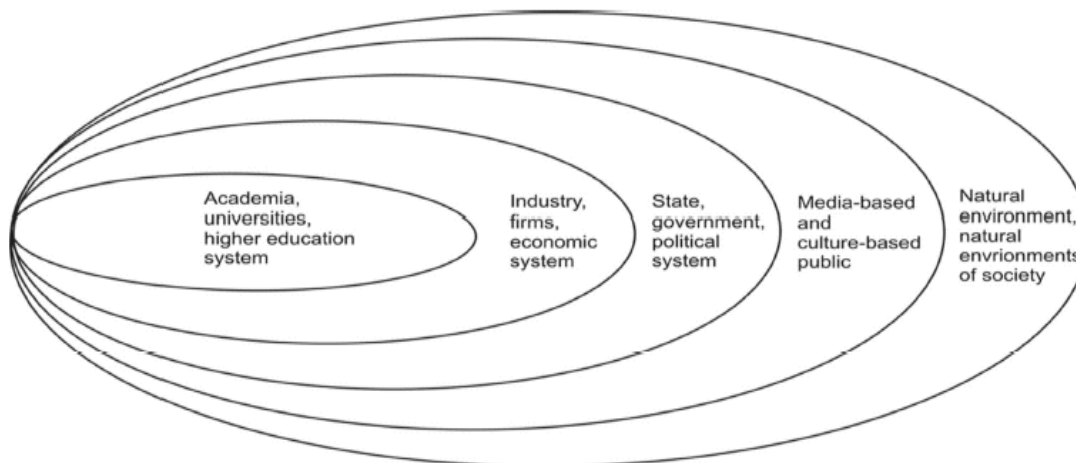 Academia,
universities,
higher education
system
Industry,
firms,
economic
system
State,
government,
political
system
Media-based
and
culture-based
public
Natural
environment,
natural
envrionments
of society